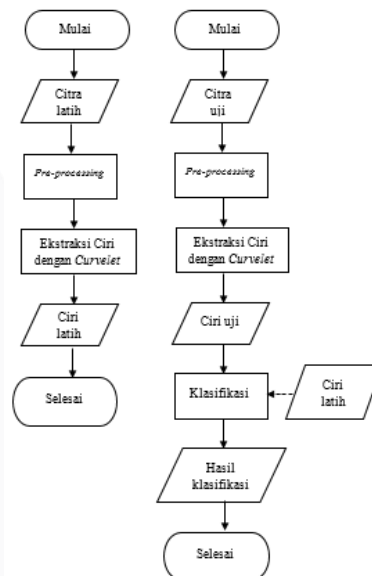 Mulai
Citra
latih
Pre-processing
Ekstraksi Ciri
dengan Curvelet
Ciri
latih
Selesai
Mulai
Citra
uji
Pre-processing
Ekstraksi Ciri
dengan Curvelet
Ciri uji
Klasifikasi
Ciri
latih
Hasil
klasifikasi
Selesai